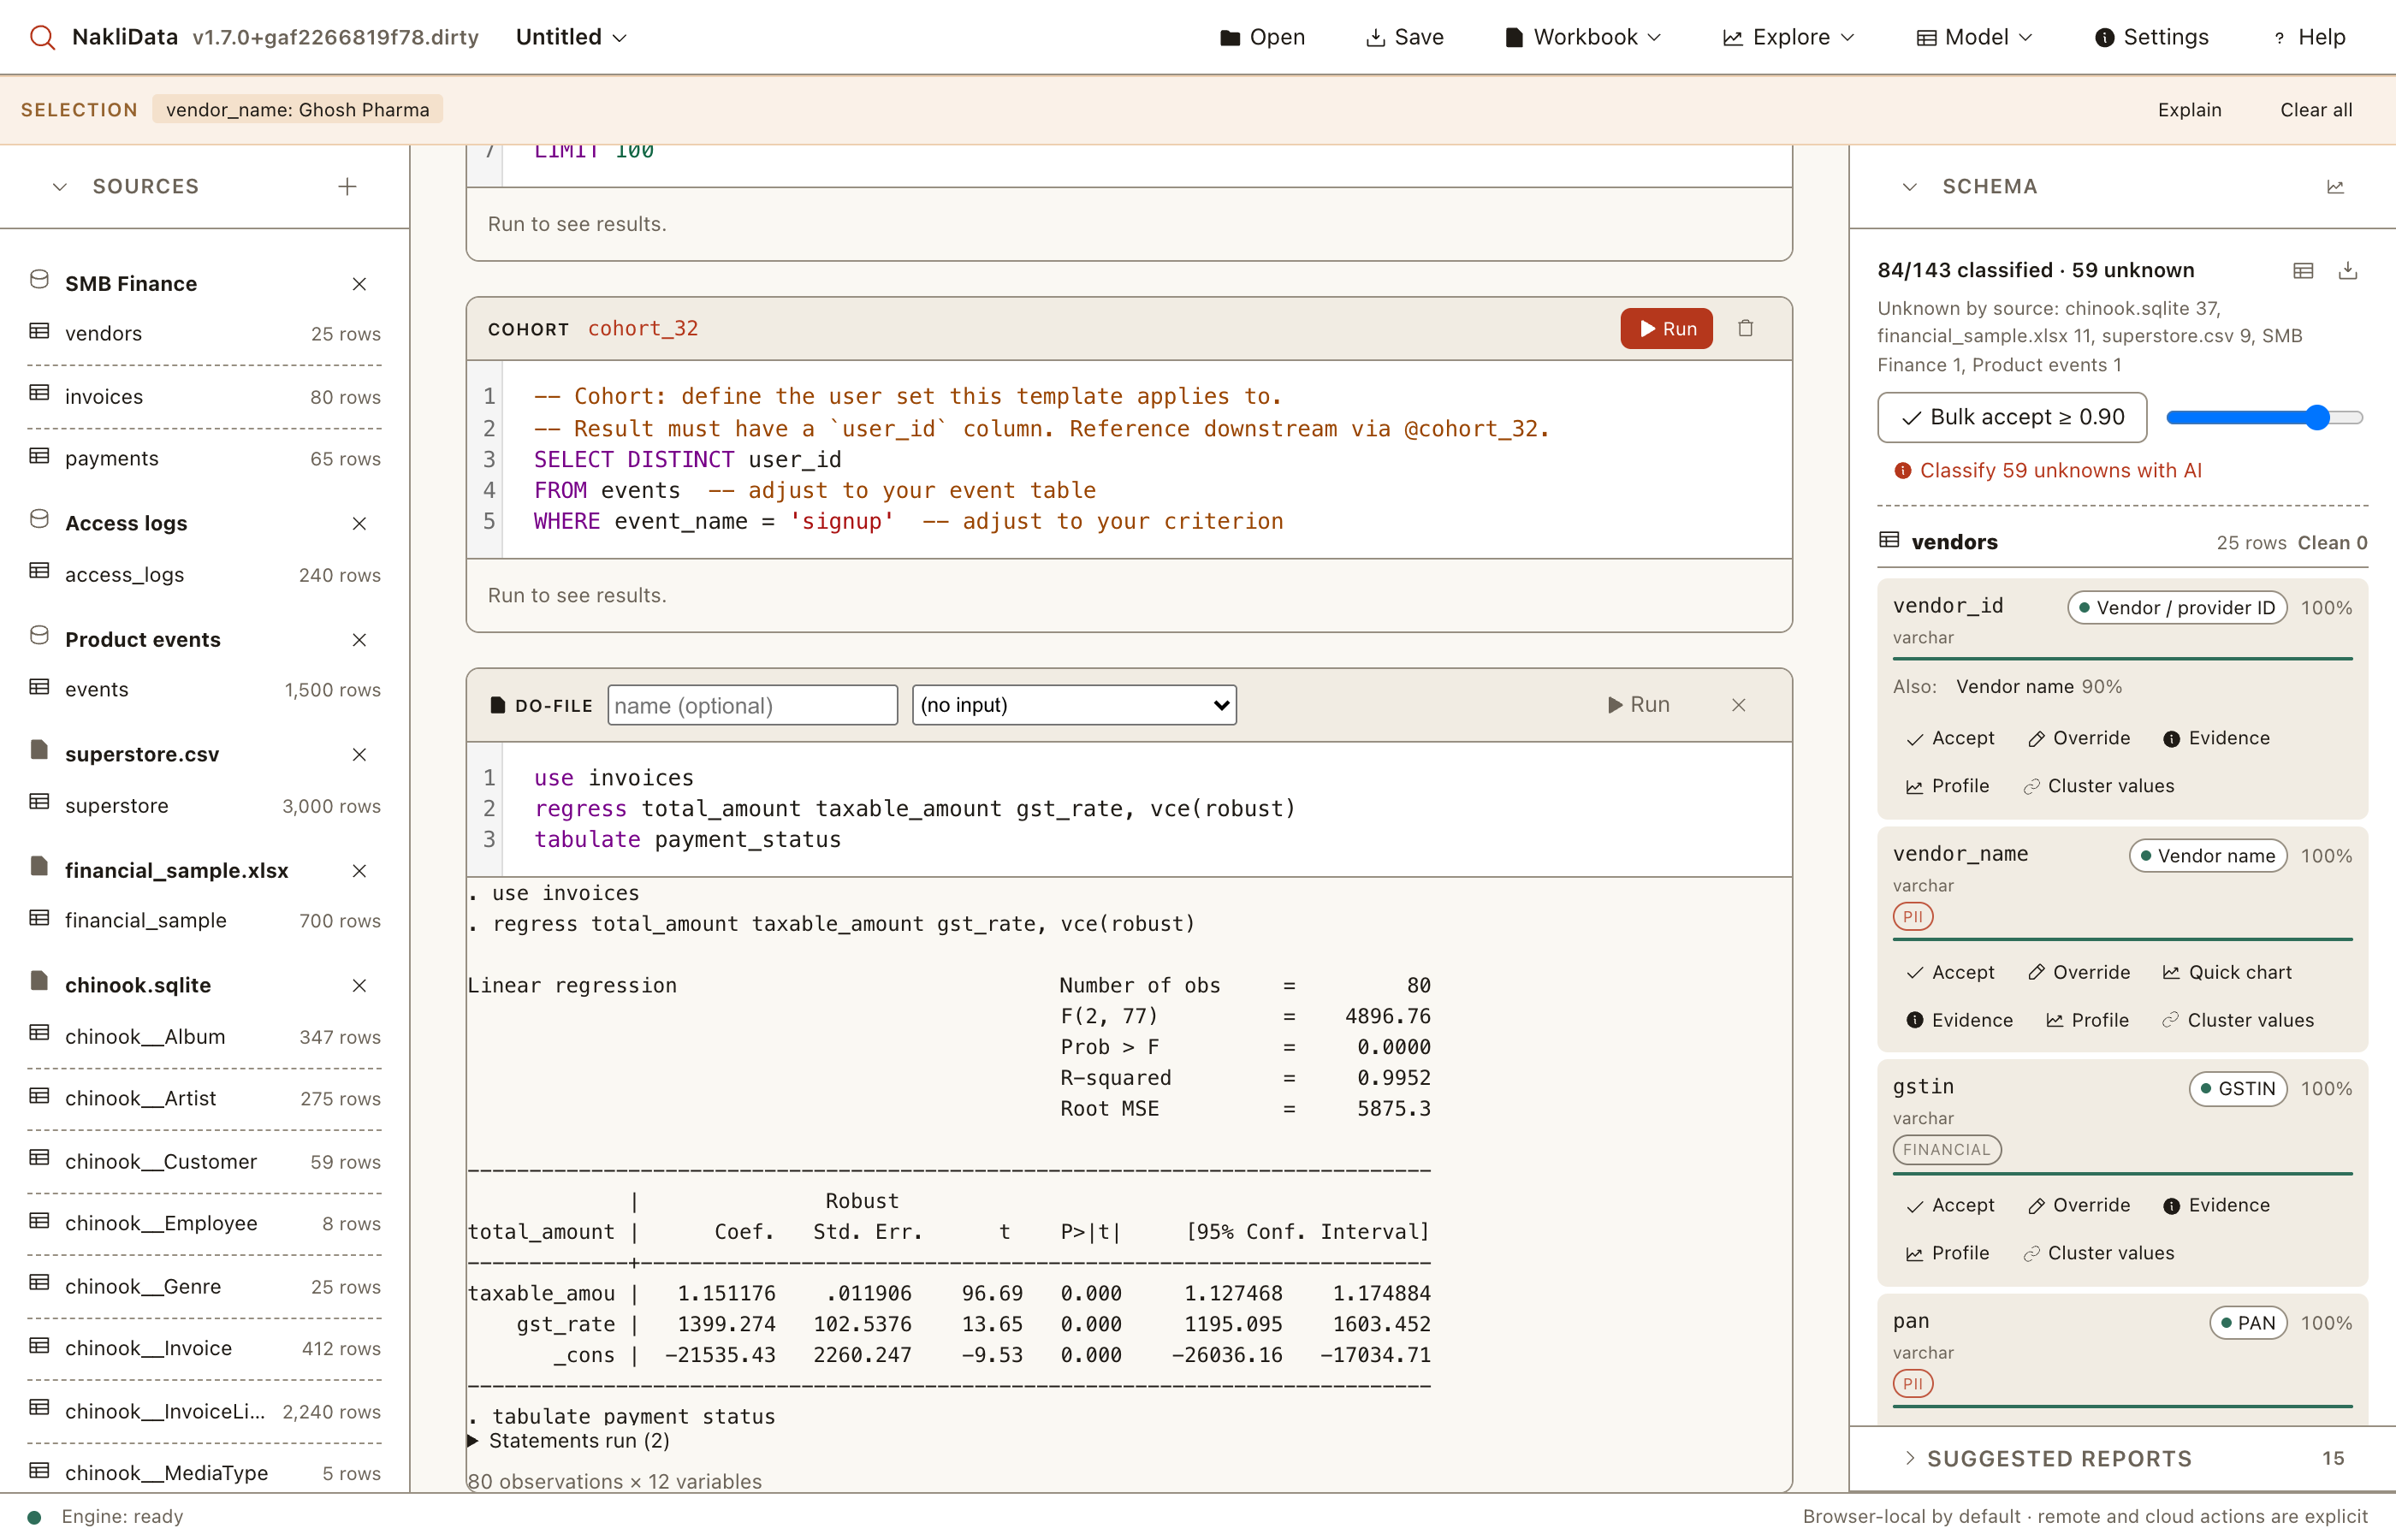 NakliData v1.7.0+gaf2266819f78.dirty Untitled Open Save Workbook Explore Model Settings ? Help
SELECTION vendor_name: Ghosh Pharma Explain Clear all
SOURCES
SMB Finance
vendors 25 rows
invoices 80 rows
payments 65 rows
Access logs
access_logs 240 rows
Product events
events 1,500 rows
superstore.csv
superstore 3,000 rows
financial_sample.xlsx
financial_sample 700 rows
chinook.sqlite
chinook__Album 347 rows
chinook__Artist 275 rows
chinook__Customer 59 rows
chinook__Employee 8 rows
chinook__Genre 25 rows
chinook__Invoice 412 rows
chinook__InvoiceLi... 2,240 rows
chinook__MediaType 5 rows
7 LIMIT 100
Run to see results.
COHORT cohort_32 Run
1 -- Cohort: define the user set this template applies to.
2 -- Result must have a `user_id` column. Reference downstream via @cohort_32.
3 SELECT DISTINCT user_id
4 FROM events -- adjust to your event table
5 WHERE event_name = 'signup' -- adjust to your criterion
Run to see results.
DO-FILE name (optional) (no input) Run
1 use invoices
2 regress total_amount taxable_amount gst_rate, vce(robust)
3 tabulate payment_status
. use invoices
. regress total_amount taxable_amount gst_rate, vce(robust)
Linear regression Number of obs = 80
F(2, 77) = 4896.76
Prob > F = 0.0000
R-squared = 0.9952
Root MSE = 5875.3
------------------------------------------------------------------------------
| Robust
total_amount | Coef. Std. Err. t P>|t| [95% Conf. Interval]
-------------+----------------------------------------------------------------
taxable_amou | 1.151176 .011906 96.69 0.000 1.127468 1.174884
gst_rate | 1399.274 102.5376 13.65 0.000 1195.095 1603.452
_cons | -21535.43 2260.247 -9.53 0.000 -26036.16 -17034.71
------------------------------------------------------------------------------
. tabulate payment_status
Statements run (2)
80 observations × 12 variables
SCHEMA
84/143 classified · 59 unknown
Unknown by source: chinook.sqlite 37,
financial_sample.xlsx 11, superstore.csv 9, SMB
Finance 1, Product events 1
Bulk accept ≥ 0.90
Classify 59 unknowns with AI
vendors 25 rows Clean 0
vendor_id Vendor / provider ID 100%
varchar
Also: Vendor name 90%
Accept Override Evidence
Profile Cluster values
vendor_name Vendor name 100%
varchar
PII
Accept Override Quick chart
Evidence Profile Cluster values
gstin GSTIN 100%
varchar
FINANCIAL
Accept Override Evidence
Profile Cluster values
pan PAN 100%
varchar
PII
SUGGESTED REPORTS 15
Engine: ready Browser-local by default · remote and cloud actions are explicit